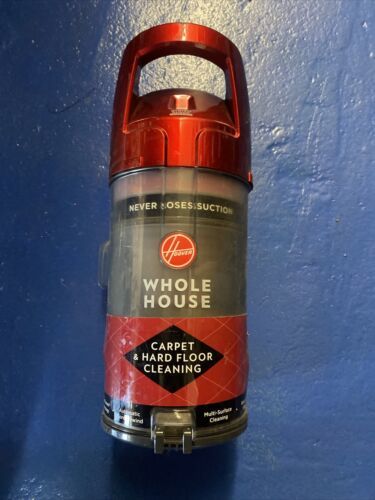 NEVER LOSES SUCTION
HOOVER
WHOLE
HOUSE
CARPET
& HARD FLOOR
CLEANING
Multi-Surface
Cleaning